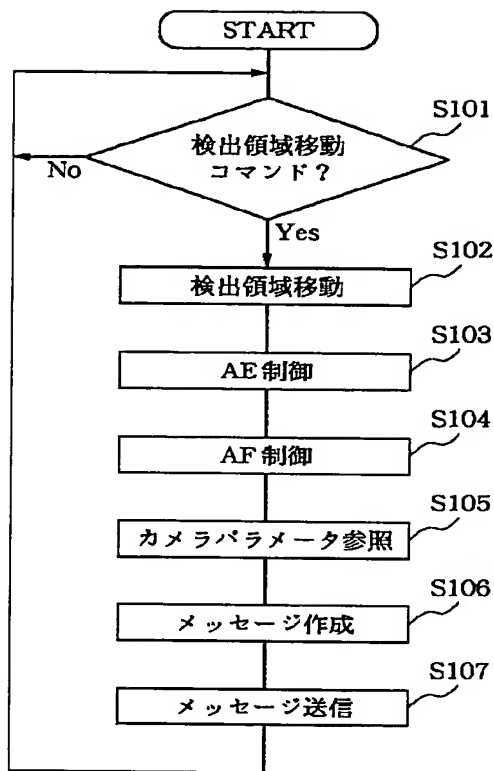 START
S101
検出領域移動
コマンド？
No
Yes
S102
検出領域移動
S103
AE制御
S104
AF制御
S105
カメラパラメータ参照
S106
メッセージ作成
S107
メッセージ送信